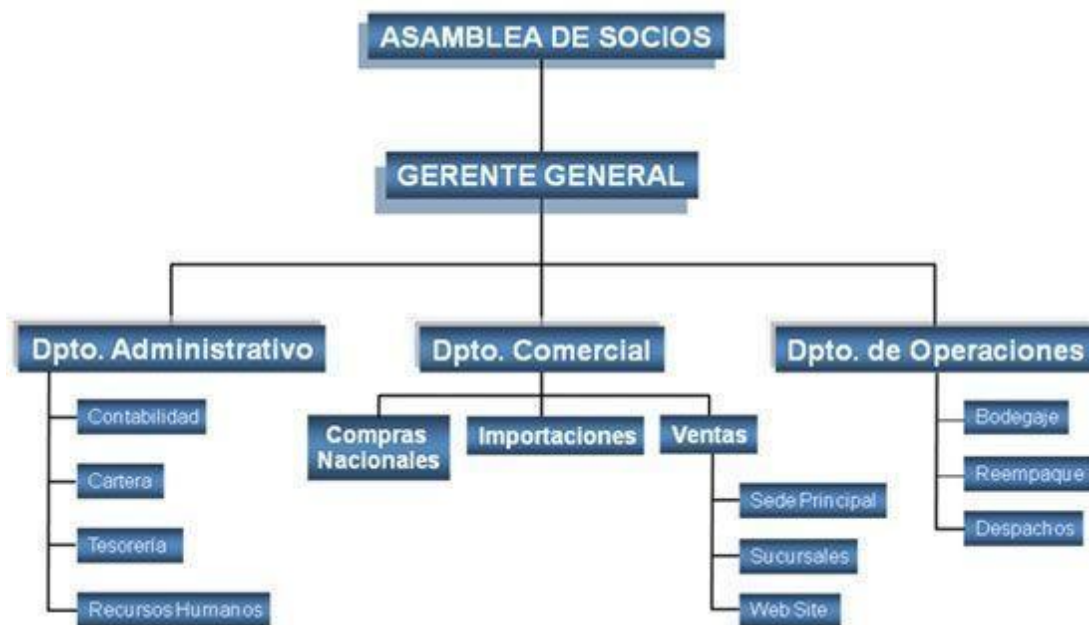 ASAMBLEA DE SOCIOS
GERENTE GENERAL
Dpto. Administrativo
Contabilidad
Cartera
Tesorería
Recursos Humanos
Dpto. Comercial
Compras
Nacionales
Importaciones
Ventas
Sede Principal
Sucursales
Web Site
Dpto. de Operaciones
Bodegaje
Reempaque
Despachos